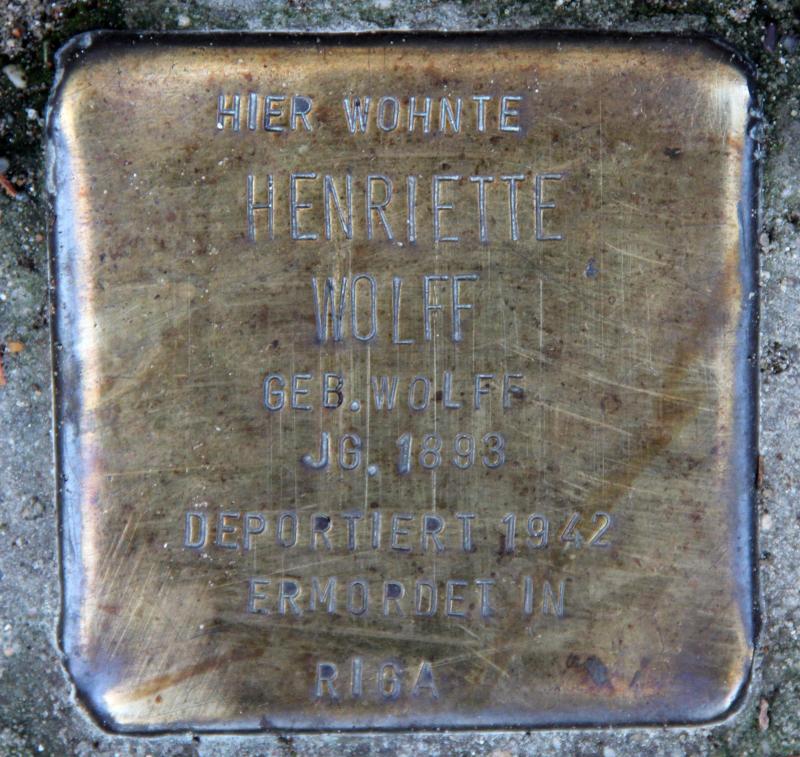 HIER WOHNTE
HENRIETTE
WOLFF
GEB. WOLFF
JG. 1893
DEPORTIERT 1942
ERMORDET IN
RIGA